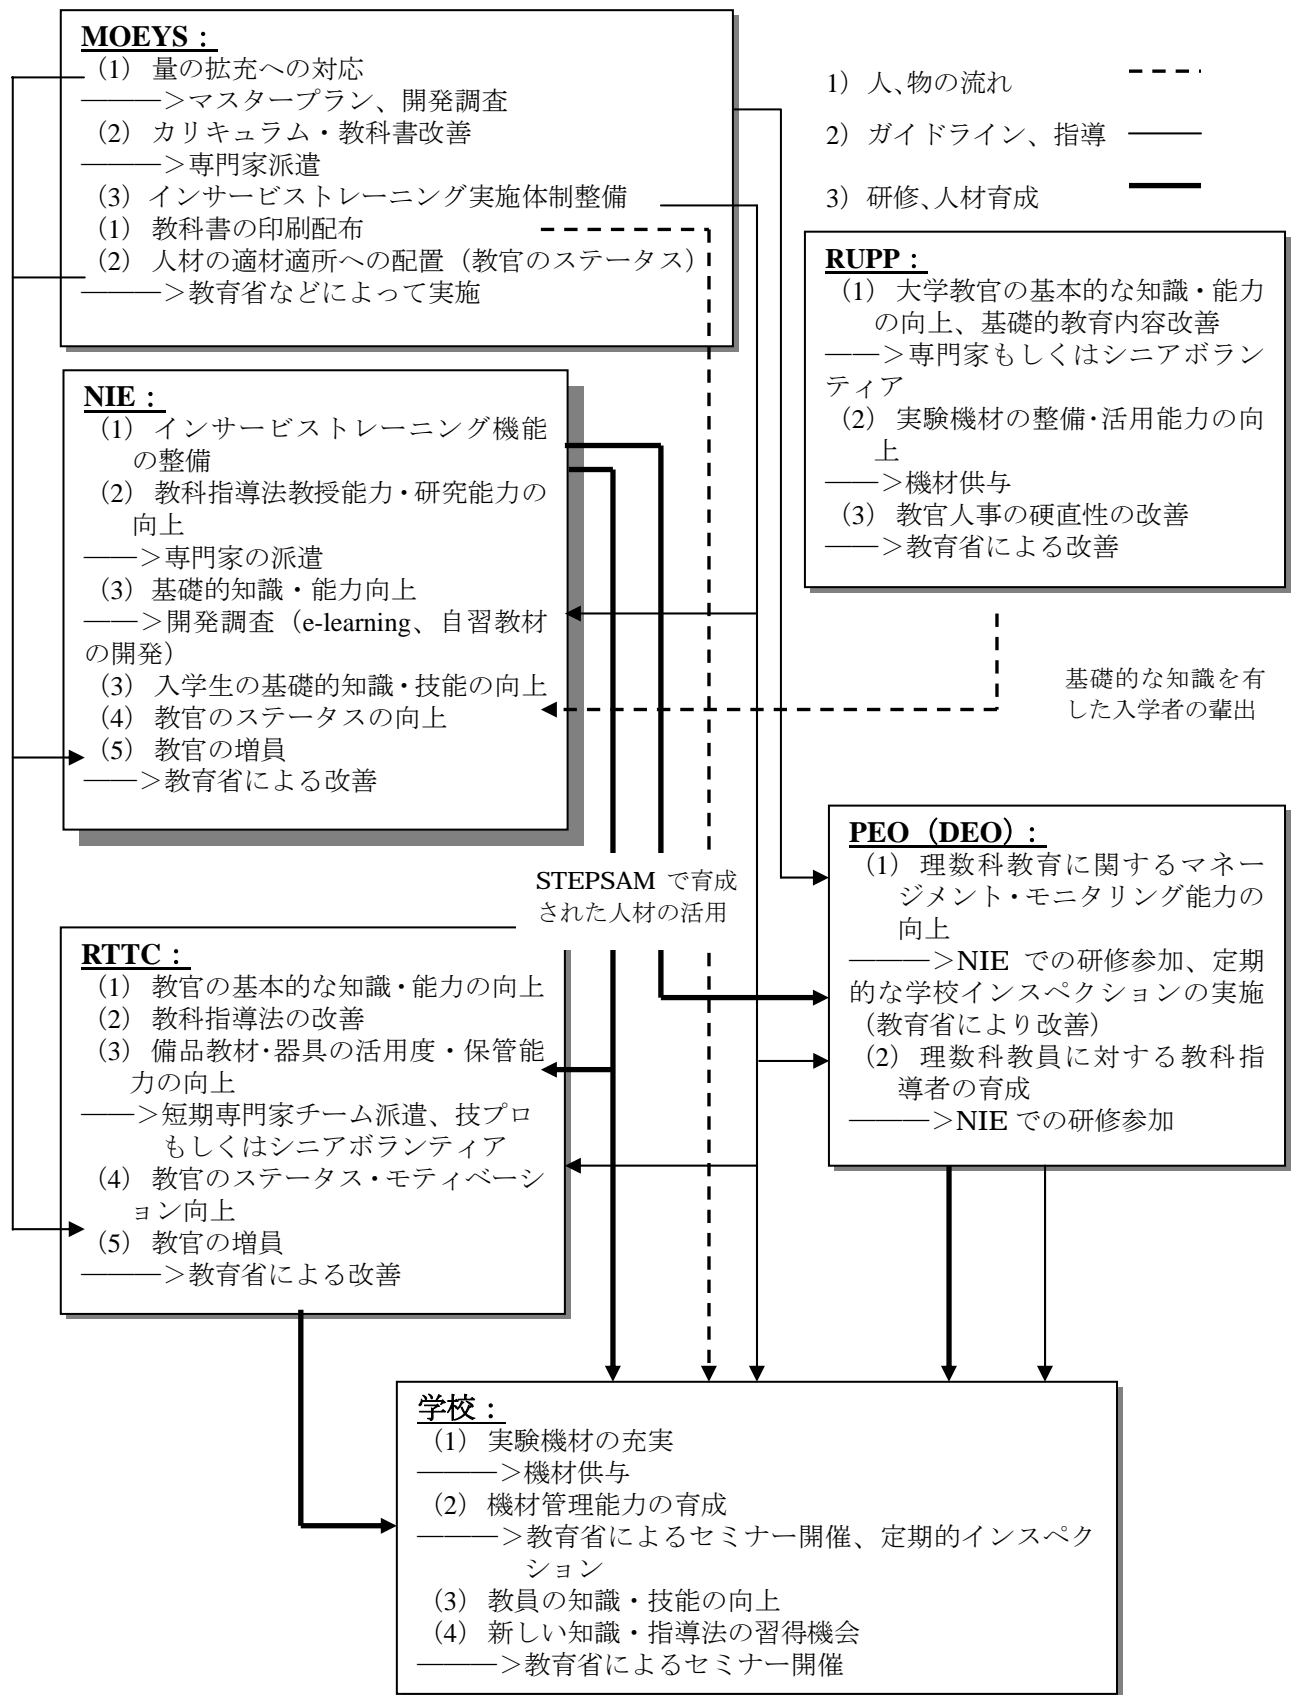 MOEYS：
（1） 量の拡充への対応
———＞マスタープラン、開発調査
（2） カリキュラム・教科書改善
———＞専門家派遣
（3） インサービストレーニング実施体制整備
（1） 教科書の印刷配布
（2） 人材の適材適所への配置（教官のステータス）
———＞教育省などによって実施
1）人、物の流れ
2）ガイドライン、指導
3）研修、人材育成
RUPP：
（1） 大学教官の基本的な知識・能力
の向上、基礎的教育内容改善
——＞専門家もしくはシニアボラン
ティア
（2） 実験機材の整備・活用能力の向
上
——＞機材供与
（3） 教官人事の硬直性の改善
——＞教育省による改善
NIE：
（1） インサービストレーニング機能
の整備
（2） 教科指導法教授能力・研究能力の
向上
——＞専門家の派遣
（3） 基礎的知識・能力向上
——＞開発調査（e-learning、自習教材
の開発）
（3） 入学生の基礎的知識・技能の向上
（4） 教官のステータスの向上
（5） 教官の増員
——＞教育省による改善
基礎的な知識を有
した入学者の輩出
STEPSAM で育成
された人材の活用
PEO（DEO）：
（1） 理数科教育に関するマネー
ジメント・モニタリング能力の
向上
———＞NIE での研修参加、定期
的な学校インスペクションの実施
（教育省により改善）
（2） 理数科教員に対する教科指
導者の育成
———＞NIE での研修参加
RTTC：
（1） 教官の基本的な知識・能力の向上
（2） 教科指導法の改善
（3） 備品教材・器具の活用度・保管能
力の向上
——＞短期専門家チーム派遣、技プロ
もしくはシニアボランティア
（4） 教官のステータス・モティベーシ
ョン向上
（5） 教官の増員
———＞教育省による改善
学校：
（1） 実験機材の充実
———＞機材供与
（2） 機材管理能力の育成
———＞教育省によるセミナー開催、定期的インスペク
ション
（3） 教員の知識・技能の向上
（4） 新しい知識・指導法の習得機会
———＞教育省によるセミナー開催